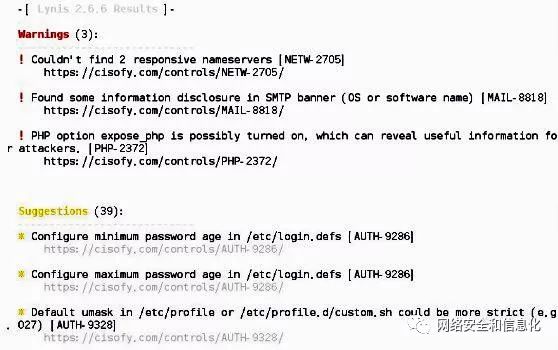 -[ Lynis 2.6.6 Results ]-
Warnings (3):
! Couldn't find 2 responsive nameservers [NETW-2705]
https://cisofy.com/controls/NETW-2705/
! Found some information disclosure in SMTP banner (OS or software name) [MAIL-8818]
https://cisofy.com/controls/MAIL-8818/
! PHP option expose_php is possibly turned on, which can reveal useful information fo
r attackers. [PHP-2372]
https://cisofy.com/controls/PHP-2372/
Suggestions (39):
* Configure minimum password age in /etc/login.defs [AUTH-9286]
https://cisofy.com/controls/AUTH-9286/
* Configure maximum password age in /etc/login.defs [AUTH-9286]
https://cisofy.com/controls/AUTH-9286/
* Default umask in /etc/profile or /etc/profile.d/custom.sh could be more strict (e.g
. 027) [AUTH-9328]
https://cisofy.com/controls/AUTH-9328/
网络安全和信息化